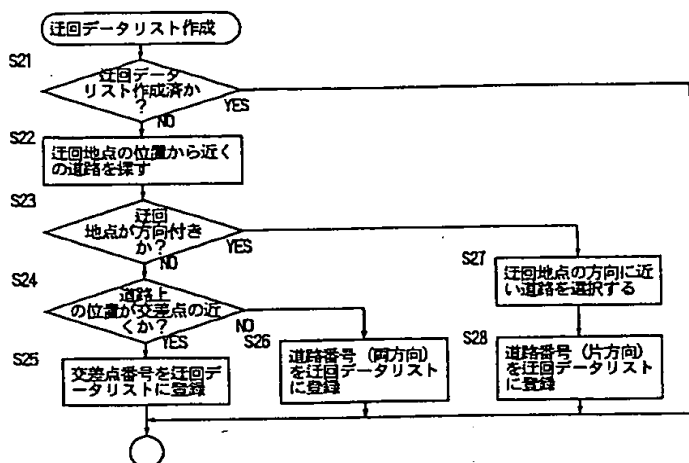 迂回データリスト作成
S21
迂回データ
リスト作成済か
?
YES
NO
S22
迂回地点の位置から近く
の道路を探す
S23
迂回
地点が方向付き
か?
YES
NO
S24
道路上
の位置が交差点の近
くか?
NO
YES
S25
交差点番号を迂回デ
ータリストに登録
S26
道路番号（両方向）
を迂回データリスト
に登録
S27
迂回地点の方向に近
い道路を選択する
S28
道路番号（片方向）
を迂回データリスト
に登録